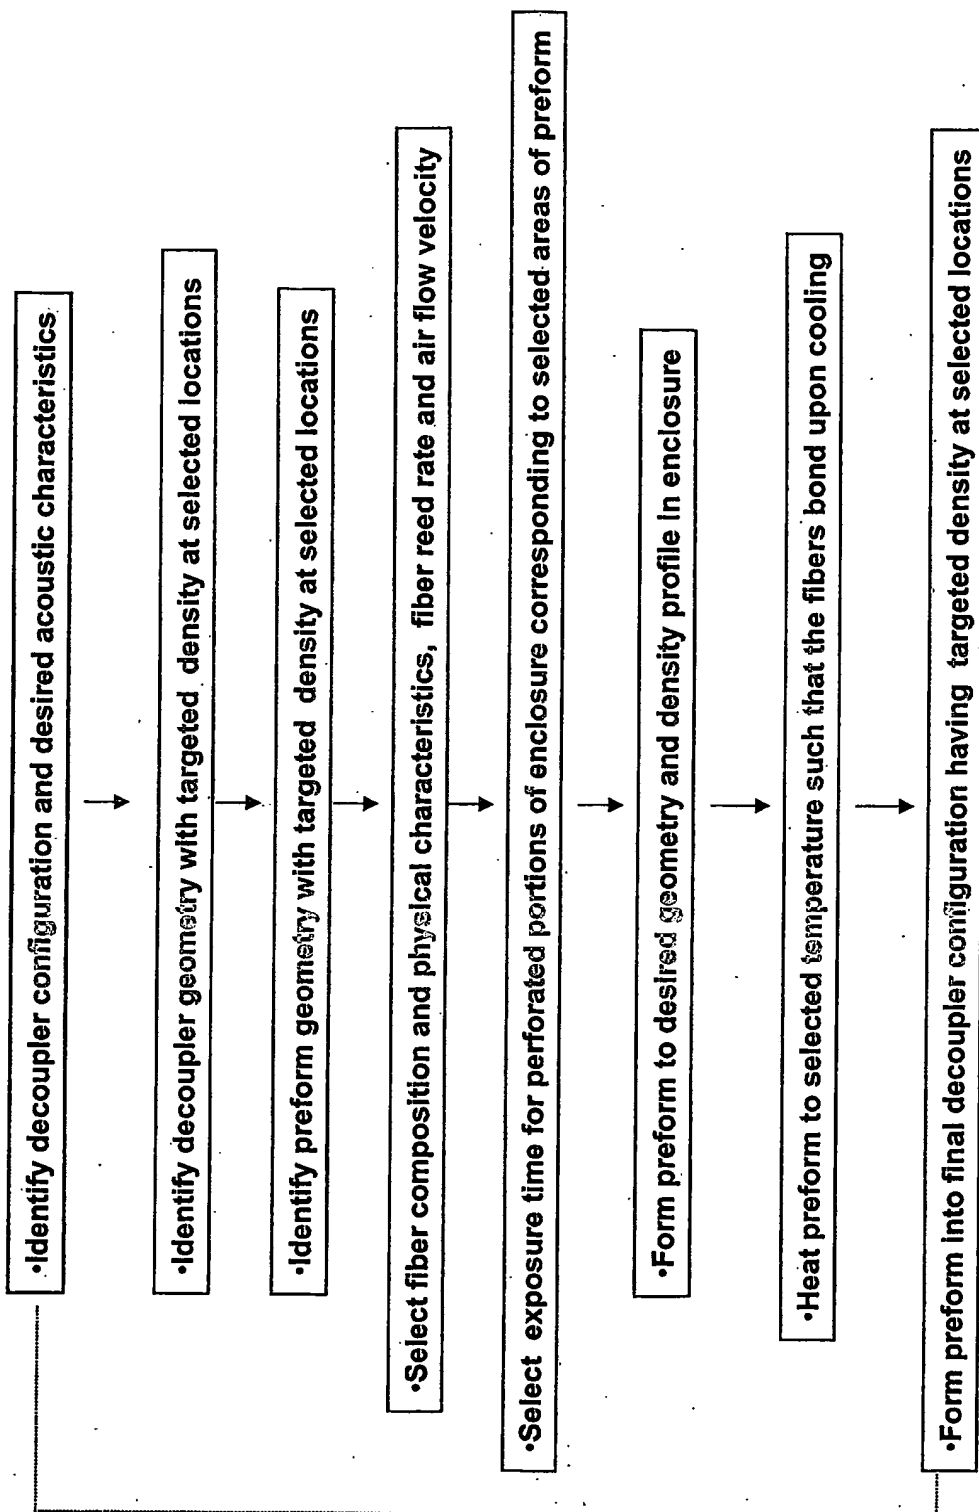 •Identify decoupler configuration and desired acoustic characteristics
•Identify decoupler geometry with targeted density at selected locations
•Identify preform geometry with targeted density at selected locations
•Select fiber composition and physical characteristics, fiber reed rate and air flow velocity
•Select exposure time for perforated portions of enclosure corresponding to selected areas of preform
•Form preform to desired geometry and density profile in enclosure
•Heat preform to selected temperature such that the fibers bond upon cooling
•Form preform into final decoupler configuration having targeted density at selected locations